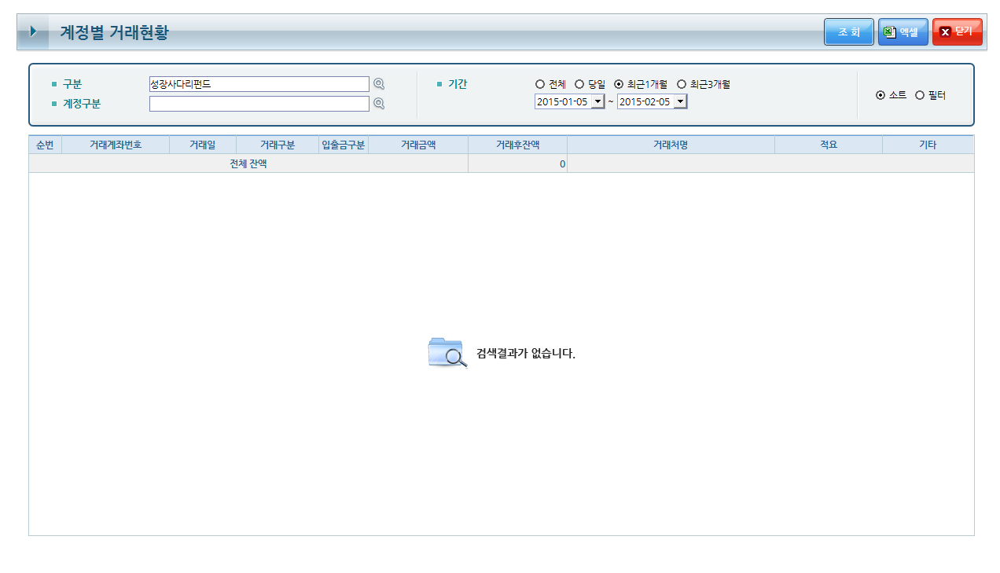 계정별 거래현황
조 회 엑셀 닫기
구분 성장사다리펀드 기간 전체 당일 최근1개월 최근3개월
계정구분 2015-01-05 ~ 2015-02-05 소트 필터
순번 거래계좌번호 거래일 거래구분 입출금구분 거래금액 거래후잔액 거래처명 적요 기타
전체 잔액 0
검색결과가 없습니다.